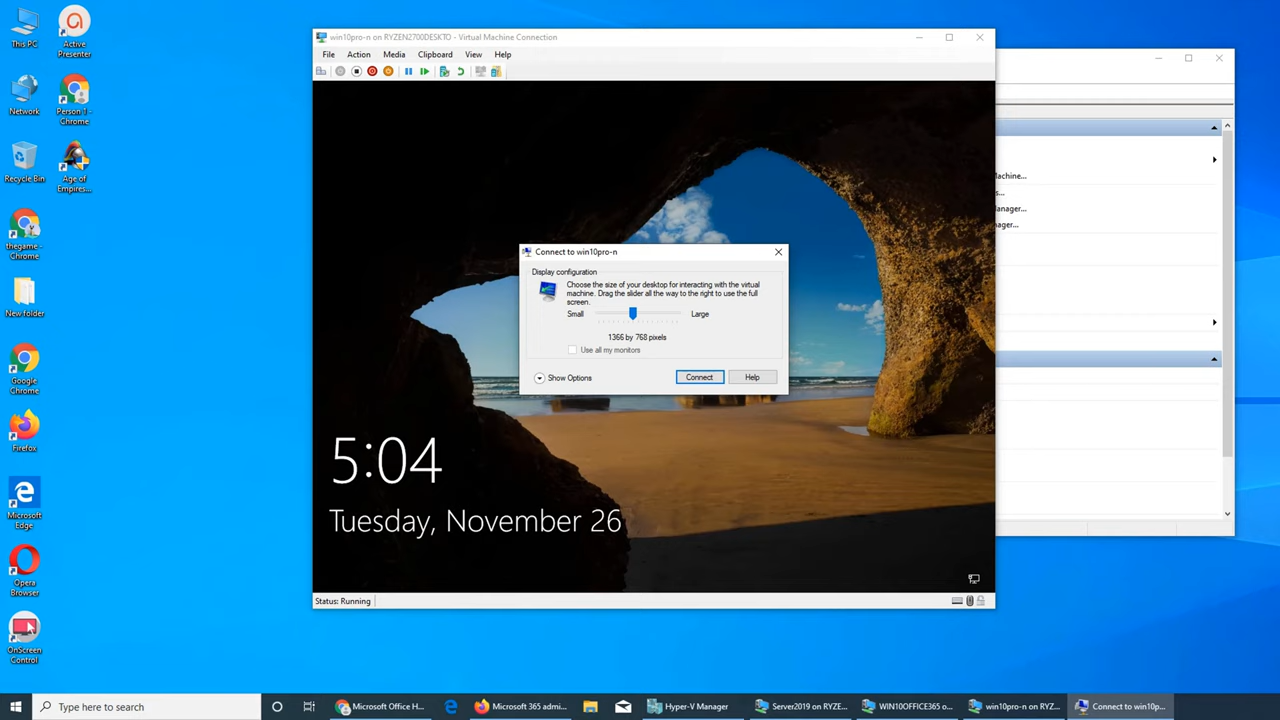 This PC
Active
Presenter
Network
Person 1 -
Chrome
Recycle Bin
Age of
Empires...
thegame -
Chrome
New folder
Google
Chrome
Firefox
Microsoft
Edge
Opera
Browser
OnScreen
Control
win10pro-n on RYZEN2700DESKTO - Virtual Machine Connection
File Action Media Clipboard View Help
Connect to win10pro-n
Display configuration
Choose the size of your desktop for interacting with the virtual
machine. Drag the slider all the way to the right to use the full
screen.
Small Large
1366 by 768 pixels
Use all my monitors
Show Options Connect Help
5:04
Tuesday, November 26
Status: Running
Machine...
s...
anager...
ager...
Type here to search
Microsoft Office H...
Microsoft 365 admi...
Hyper-V Manager
Server2019 on RYZE...
WIN10OFFICE365 o...
win10pro-n on RYZ...
Connect to win10p...